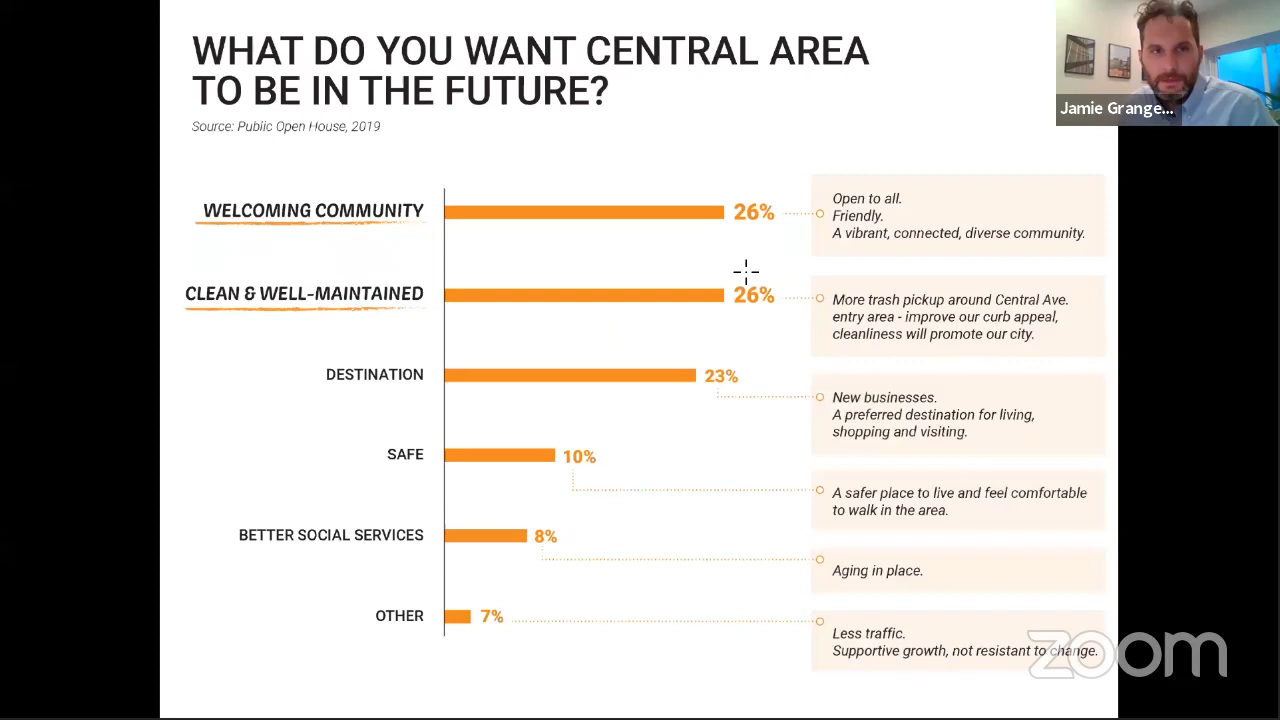 WHAT DO YOU WANT CENTRAL AREA
TO BE IN THE FUTURE?
Source: Public Open House, 2019
Jamie Grange...
WELCOMING COMMUNITY
26%
Open to all.
Friendly.
A vibrant, connected, diverse community.
CLEAN & WELL-MAINTAINED
26%
More trash pickup around Central Ave.
entry area - improve our curb appeal,
cleanliness will promote our city.
DESTINATION
23%
New businesses.
A preferred destination for living,
shopping and visiting.
SAFE
10%
A safer place to live and feel comfortable
to walk in the area.
BETTER SOCIAL SERVICES
8%
Aging in place.
OTHER
7%
Less traffic.
Supportive growth, not resistant to change.
zoom